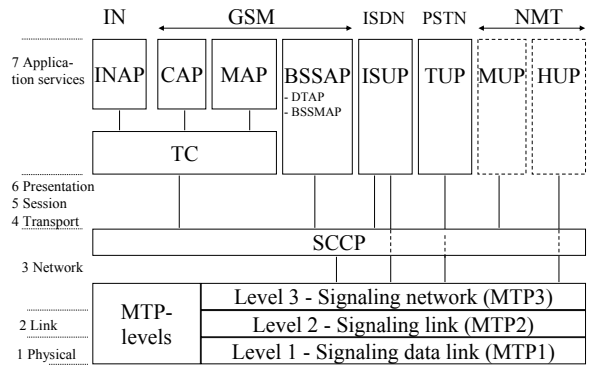 IN GSM ISDN PSTN NMT
7 Applica-
tion services
INAP CAP MAP BSSAP ISUP TUP MUP HUP
- DTAP
- BSSMAP
TC
6 Presentation
5 Session
4 Transport
SCCP
3 Network
MTP-
levels
Level 3 - Signaling network (MTP3)
2 Link
Level 2 - Signaling link (MTP2)
1 Physical
Level 1 - Signaling data link (MTP1)